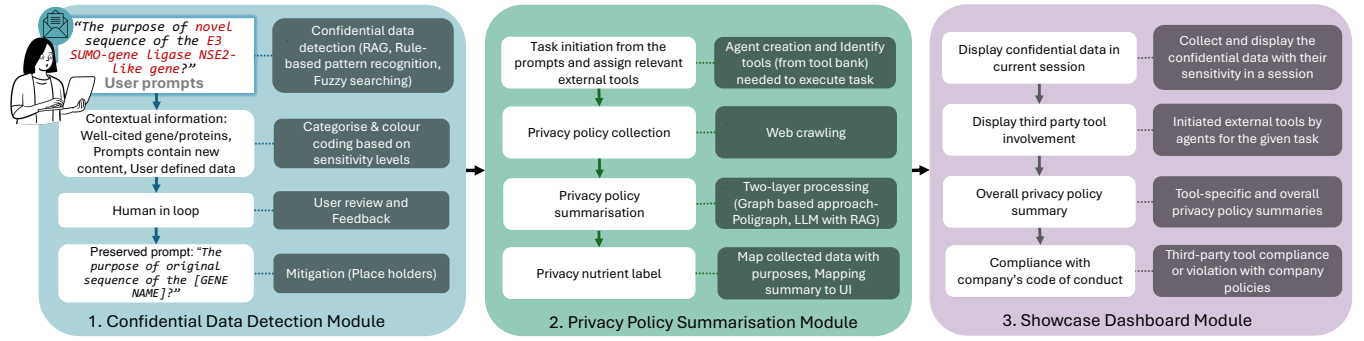 “The purpose of novel
sequence of the E3
SUMO-gene ligase NSE2-
like gene?”
User prompts
Confidential data
detection (RAG, Rule-
based pattern recognition,
Fuzzy searching)
Contextual information:
Well-cited gene/proteins,
Prompts contain new
content, User defined data
Categorise & colour
coding based on
sensitivity levels
Human in loop
User review and
Feedback
Preserved prompt: “The
purpose of original
sequence of the [GENE
NAME]?”
Mitigation (Place holders)
1. Confidential Data Detection Module
Task initiation from the
prompts and assign relevant
external tools
Agent creation and Identify
tools (from tool bank)
needed to execute task
Privacy policy collection
Web crawling
Privacy policy
summarisation
Two-layer processing
(Graph based approach-
Poligraph, LLM with RAG)
Privacy nutrient label
Map collected data with
purposes, Mapping
summary to UI
2. Privacy Policy Summarisation Module
Display confidential data in
current session
Collect and display the
confidential data with their
sensitivity in a session
Display third party tool
involvement
Initiated external tools by
agents for the given task
Overall privacy policy
summary
Tool-specific and overall
privacy policy summaries
Compliance with
company’s code of conduct
Third-party tool compliance
or violation with company
policies
3. Showcase Dashboard Module